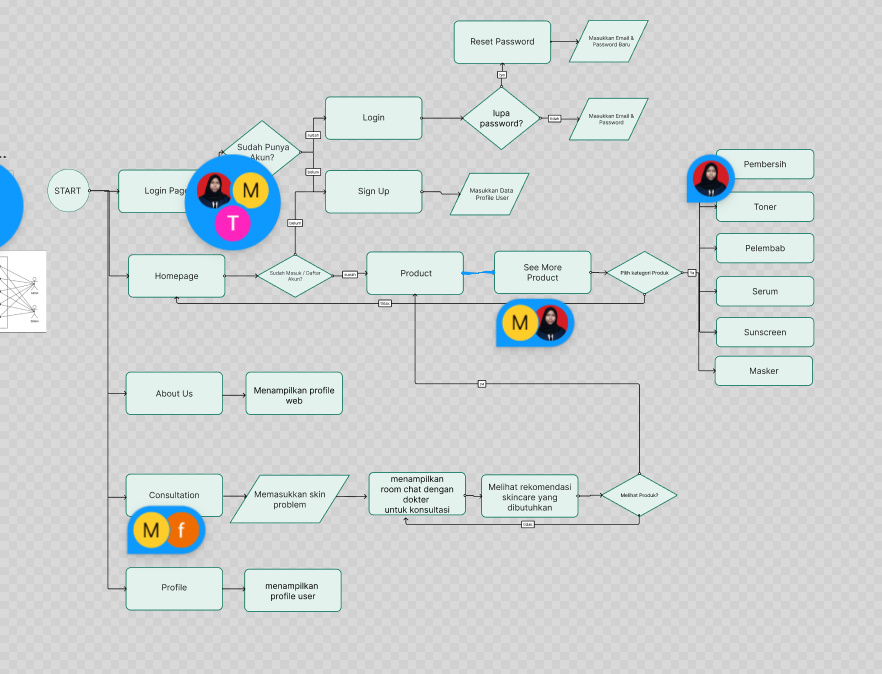 Reset Password
Masukkan Email &
Password Baru
iya
Login
lupa
password?
tidak
Masukkan Email &
Password
Sudah Punya
Akun?
sudah
belum
START
Login Page
M
T
Sign Up
Masukkan Data
Profile User
belum
Homepage
Sudah Masuk / Daftar
Akun?
sudah
Product
See More
Product
Pilih kategori Produk
Ya
Pembersih
Toner
Pelembab
Serum
Sunscreen
Masker
tidak
M
About Us
Menampilkan profile
web
ya
Consultation
M
f
Memasukkan skin
problem
menampilkan
room chat dengan
dokter
untuk konsultasi
Melihat rekomendasi
skincare yang
dibutuhkan
Melihat Produk?
tidak
Profile
menampilkan
profile user